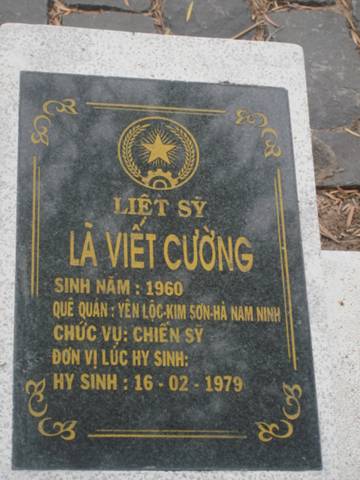 LIỆT SỸ
LÃ VIẾT CƯỜNG
SINH NĂM : 1960
QUÊ QUÁN : YÊN LỘC-KIM SƠN-HÀ NAM NINH
CHỨC VỤ: CHIẾN SỸ
ĐƠN VỊ LÚC HY SINH:
HY SINH : 16 - 02 - 1979